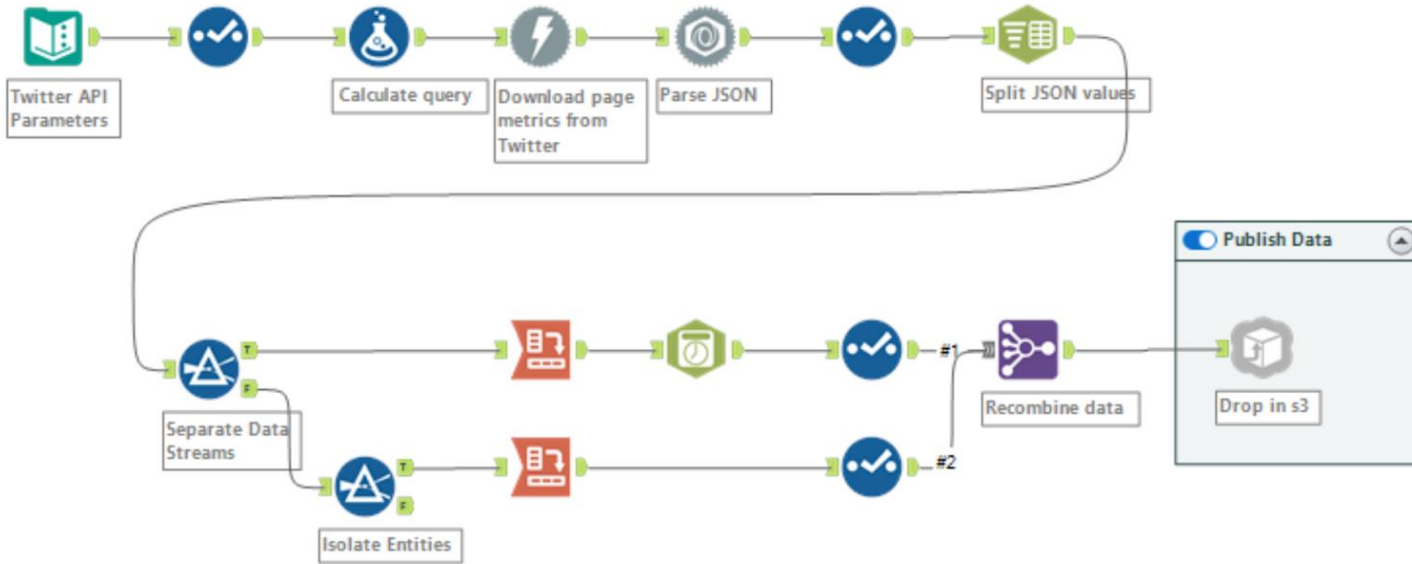 Twitter API
Parameters
Calculate query
Download page
metrics from
Twitter
Parse JSON
Split JSON values
Publish Data
T
F
#1
Separate Data
Streams
Recombine data
Drop in s3
T
F
#2
Isolate Entities